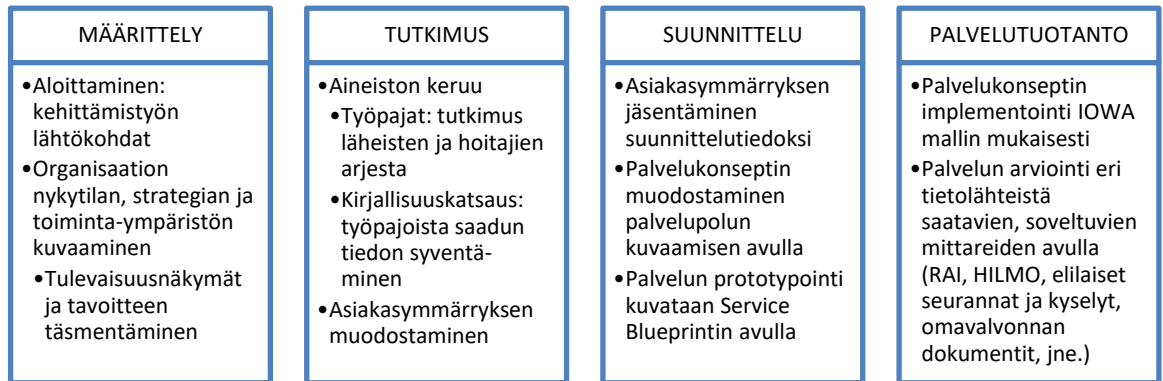 MÄÄRITTELY
•Aloittaminen:
kehittämistyön
lähtökohdat
•Organisaation
nykytilan, strategian ja
toiminta-ympäristön
kuvaaminen
•Tulevaisuusnäkymät
ja tavoitteen
täsmentäminen
TUTKIMUS
•Aineiston keruu
•Työpajat: tutkimus
läheisten ja hoitajien
arjesta
•Kirjallisuuskatsaus:
työpajoista saadun
tiedon syventä-
minen
•Asiakasymmärryksen
muodostaminen
SUUNNITTELU
•Asiakasymmärryksen
jäsentäminen
suunnittelutiedoksi
•Palvelukonseptin
muodostaminen
palvelupolun
kuvaamisen avulla
•Palvelun prototypointi
kuvataan Service
Blueprintin avulla
PALVELUTUOTANTO
•Palvelukonseptin
implementointi IOWA
mallin mukaisesti
•Palvelun arviointi eri
tietolähteistä
saatavien, soveltuvien
mittareiden avulla
(RAI, HILMO, elilaiset
seurannat ja kyselyt,
omavalvonnan
dokumentit, jne.)